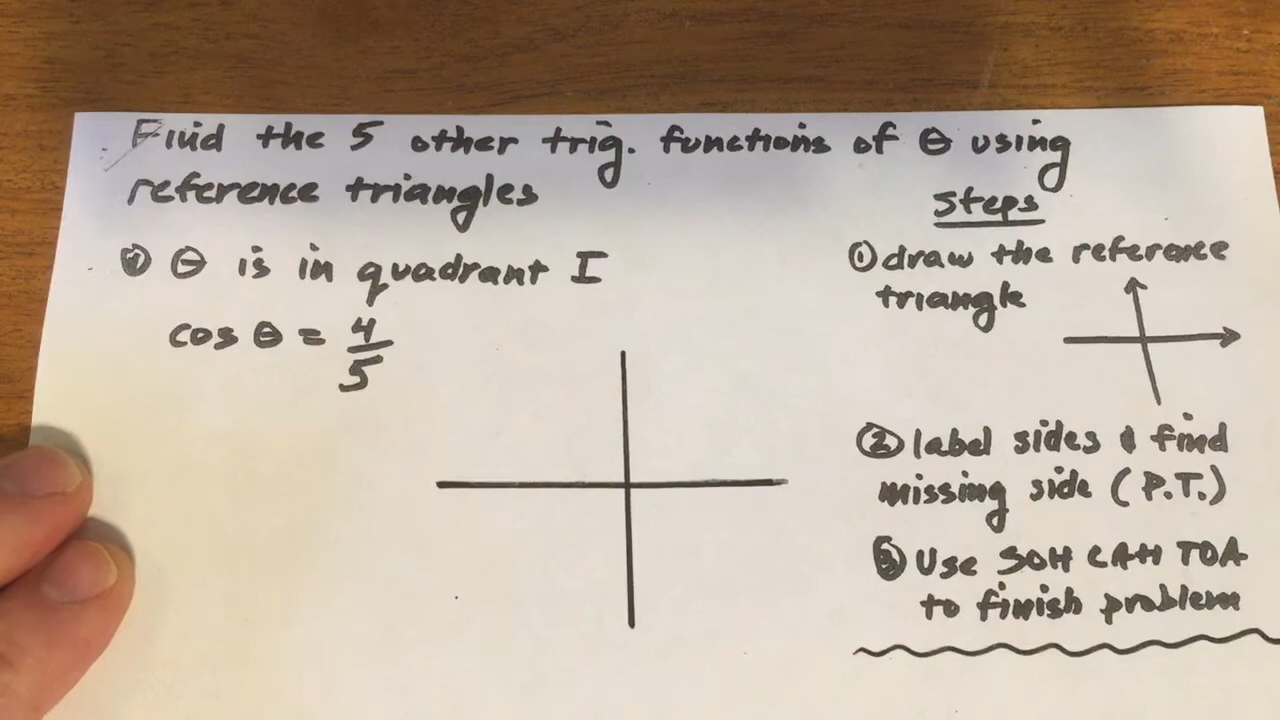 Find the 5 other trig. functions of θ using
reference triangles
θ is in quadrant I
cos θ = 4/5
Steps
① draw the reference
triangle
② label sides & find
missing side (P.T.)
③ Use SOH CAH TOA
to finish problem